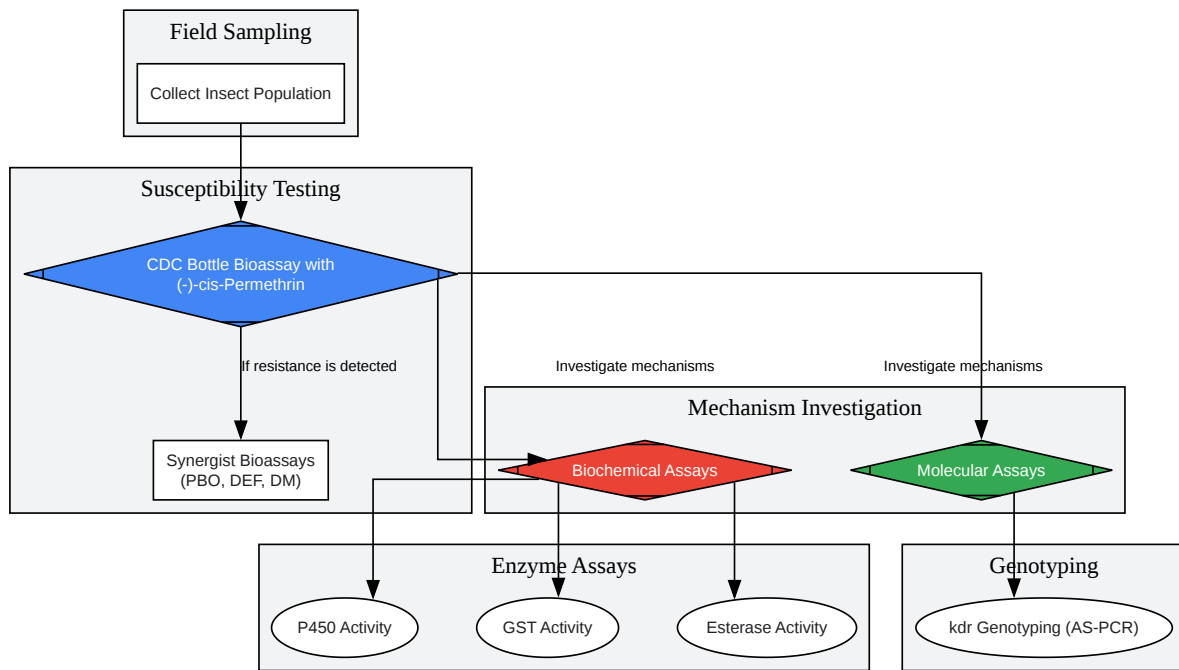 Field Sampling
Collect Insect Population
Susceptibility Testing
CDC Bottle Bioassay with
(-)-cis-Permethrin
If resistance is detected
Investigate mechanisms
Investigate mechanisms
Mechanism Investigation
Synergist Bioassays
(PBO, DEF, DM)
Biochemical Assays
Molecular Assays
Enzyme Assays
Genotyping
P450 Activity
GST Activity
Esterase Activity
kdr Genotyping (AS-PCR)